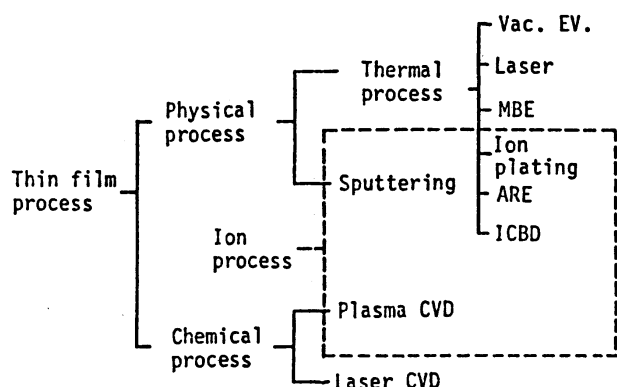 Vac. EV.
Thermal
process
Laser
Physical
process
MBE
Ion
plating
Thin film
process
Sputtering
ARE
Ion
process
ICBD
Plasma CVD
Chemical
process
Laser CVD